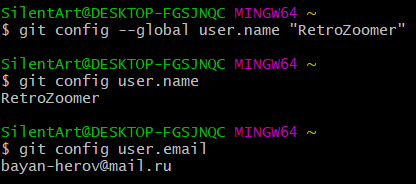 SilentArt@DESKTOP-FGSJNQC MINGW64 ~
$ git config --global user.name "RetroZoomer"
SilentArt@DESKTOP-FGSJNQC MINGW64 ~
$ git config user.name
RetroZoomer
SilentArt@DESKTOP-FGSJNQC MINGW64 ~
$ git config user.email
bayan-herov@mail.ru